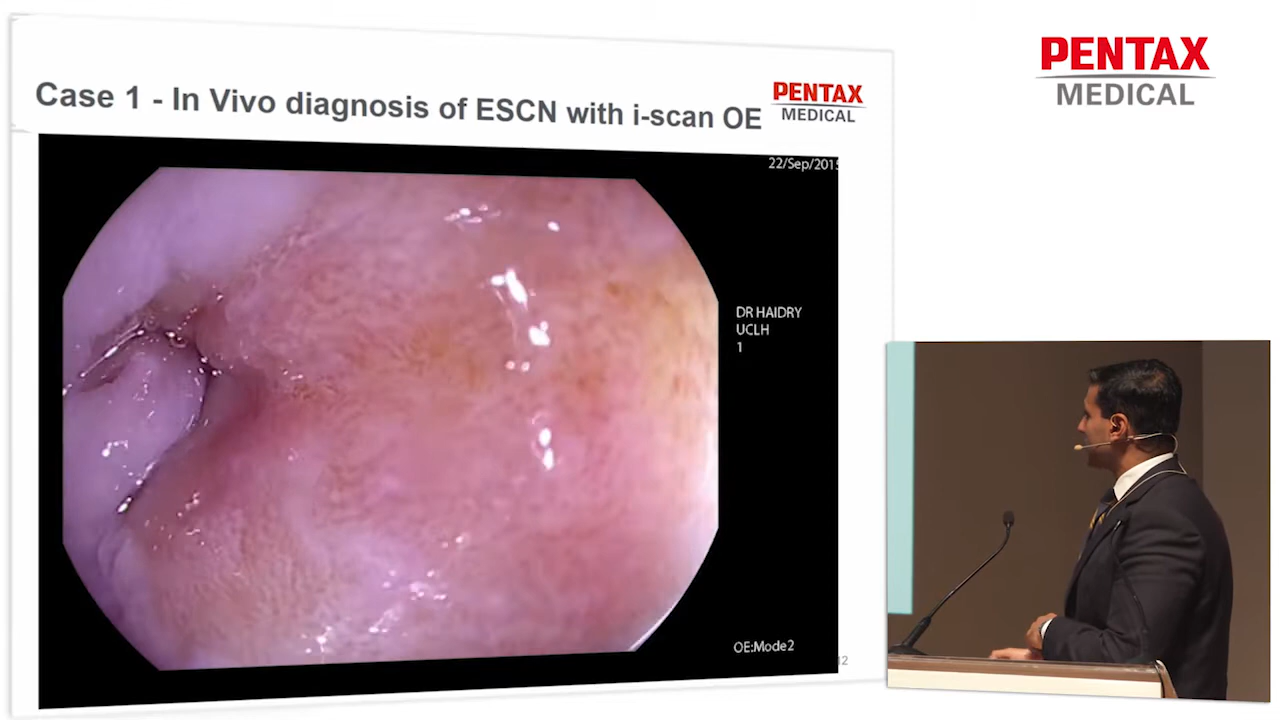 Case 1 - In Vivo diagnosis of ESCN with i-scan OE
PENTAX
MEDICAL
PENTAX
MEDICAL
22/Sep/2015
DR HAIDRY
UCLH
1
OE:Mode2
12